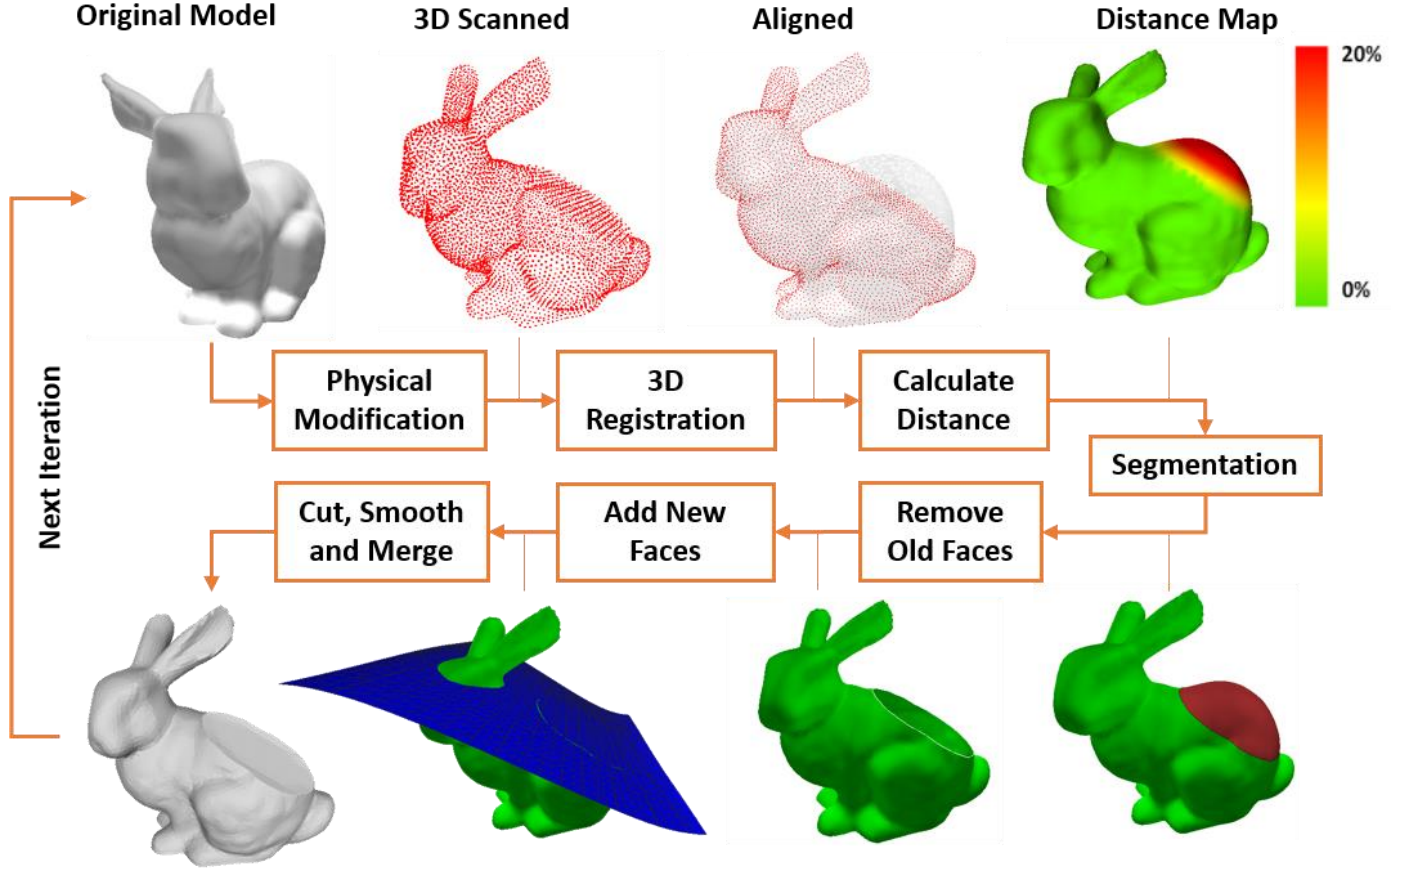 Original Model
3D Scanned
Aligned
Distance Map
20%
0%
Physical
Modification
3D
Registration
Calculate
Distance
Segmentation
Remove
Old Faces
Add New
Faces
Cut, Smooth
and Merge
Next Iteration